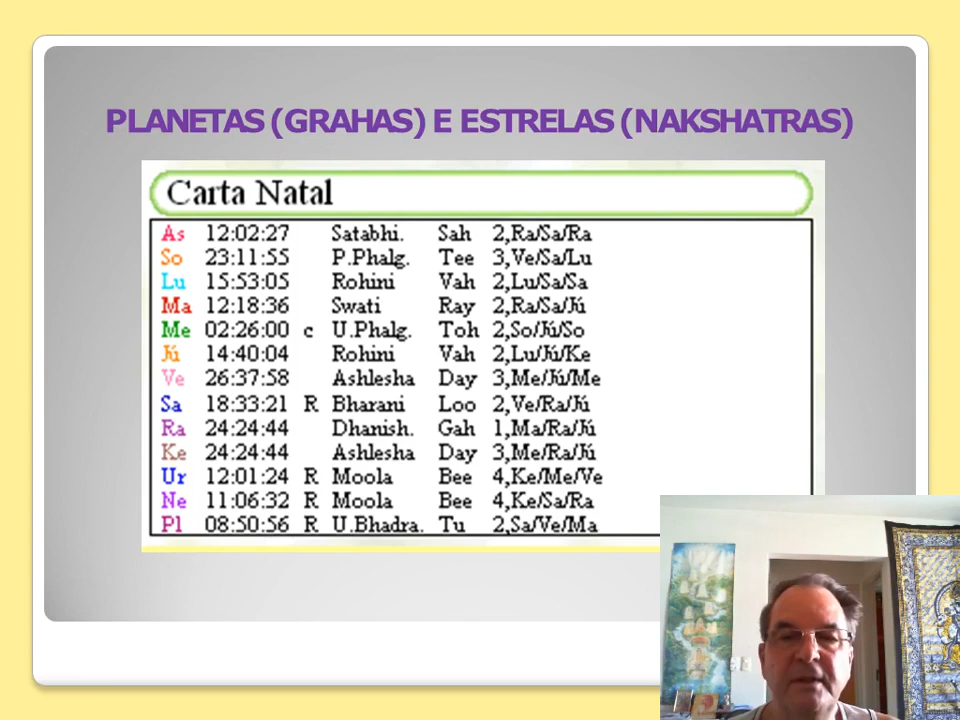 PLANETAS (GRAHAS) E ESTRELAS (NAKSHATRAS)
Carta Natal
As 12:02:27 Satabhi. Sah 2,Ra/Sa/Ra
So 23:11:55 P.Phalg. Tee 3,Ve/Sa/Lu
Lu 15:53:05 Rohini Vah 2,Lu/Sa/Sa
Ma 12:18:36 Swati Ray 2,Ra/Sa/Jú
Me 02:26:00 c U.Phalg. Toh 2,So/Jú/So
Jú 14:40:04 Rohini Vah 2,Lu/Jú/Ke
Ve 26:37:58 Ashlesha Day 3,Me/Jú/Me
Sa 18:33:21 R Bharani Loo 2,Ve/Ra/Jú
Ra 24:24:44 Dhanish. Gah 1,Ma/Ra/Jú
Ke 24:24:44 Ashlesha Day 3,Me/Ra/Jú
Ur 12:01:24 R Moola Bee 4,Ke/Me/Ve
Ne 11:06:32 R Moola Bee 4,Ke/Sa/Ra
Pl 08:50:56 R U.Bhadra. Tu 2,Sa/Ve/Ma